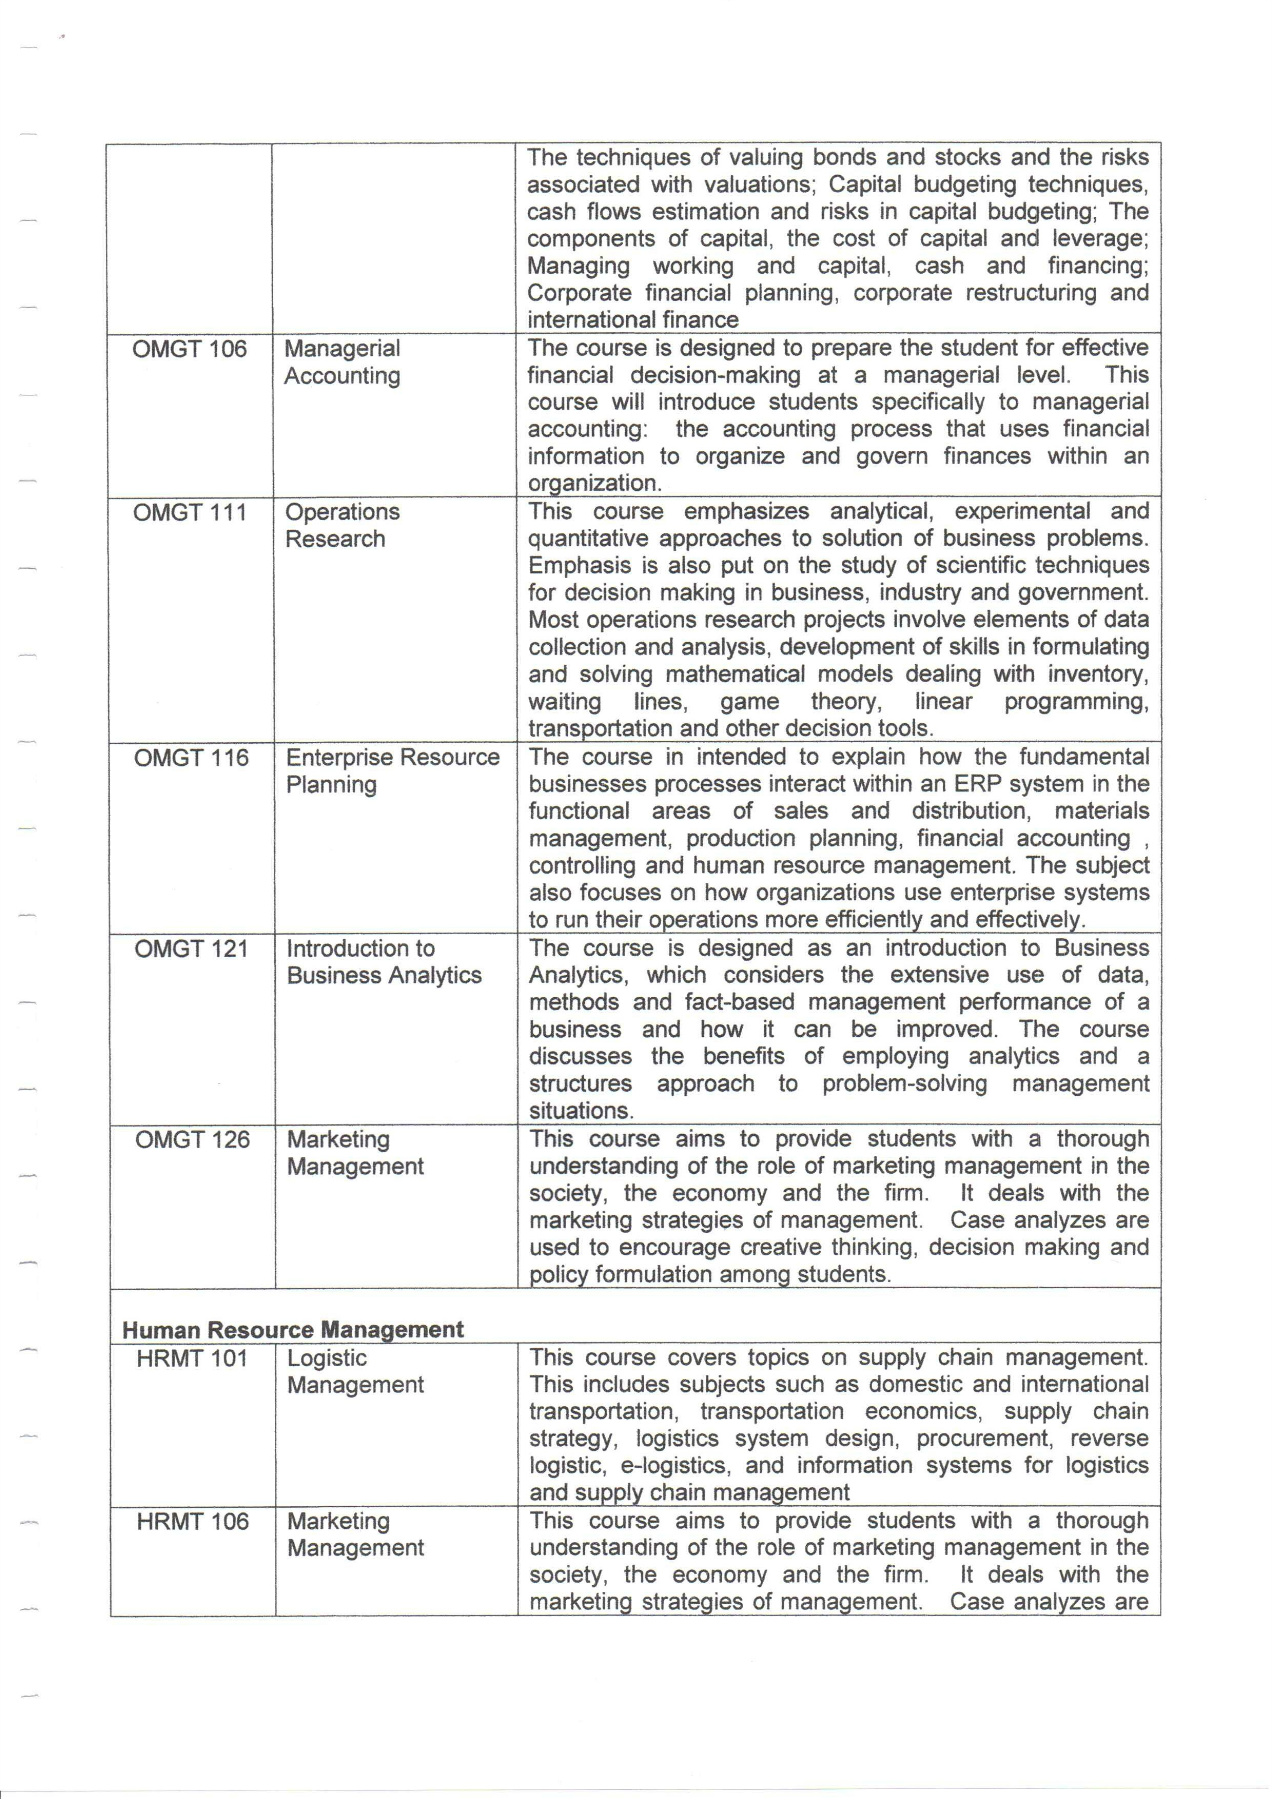 The techniques of valuing bonds and stocks and the risks
associated with valuations; Capital budgeting techniques,
cash flows estimation and risks in capital budgeting; The
components of capital, the cost of capital and leverage;
Managing working and capital, cash and financing;
Corporate financial planning, corporate restructuring and
international finance
OMGT 106 Managerial The course is designed to prepare the student for effective
Accounting financial decision-making at a managerial level. This
course will introduce students specifically to managerial
accounting: the accounting process that uses financial
information to organize and govern finances within an
organization.
OMGT 111 Operations This course emphasizes analytical, experimental and
Research quantitative approaches to solution of business problems.
Emphasis is also put on the study of scientific techniques
for decision making in business, industry and government.
Most operations research projects involve elements of data
collection and analysis, development of skills in formulating
and solving mathematical models dealing with inventory,
waiting lines, game theory, linear programming,
transportation and other decision tools.
OMGT 116 Enterprise Resource The course in intended to explain how the fundamental
Planning businesses processes interact within an ERP system in the
functional areas of sales and distribution, materials
management, production planning, financial accounting ,
controlling and human resource management. The subject
also focuses on how organizations use enterprise systems
to run their operations more efficiently and effectively.
OMGT 121 Introduction to The course is designed as an introduction to Business
Business Analytics Analytics, which considers the extensive use of data,
methods and fact-based management performance of a
business and how it can be improved. The course
discusses the benefits of employing analytics and a
structures approach to problem-solving management
situations.
OMGT 126 Marketing This course aims to provide students with a thorough
Management understanding of the role of marketing management in the
society, the economy and the firm. It deals with the
marketing strategies of management. Case analyzes are
used to encourage creative thinking, decision making and
policy formulation among students.
Human Resource Management
HRMT 101 Logistic This course covers topics on supply chain management.
Management This includes subjects such as domestic and international
transportation, transportation economics, supply chain
strategy, logistics system design, procurement, reverse
logistic, e-logistics, and information systems for logistics
and supply chain management
HRMT 106 Marketing This course aims to provide students with a thorough
Management understanding of the role of marketing management in the
society, the economy and the firm. It deals with the
marketing strategies of management. Case analyzes are